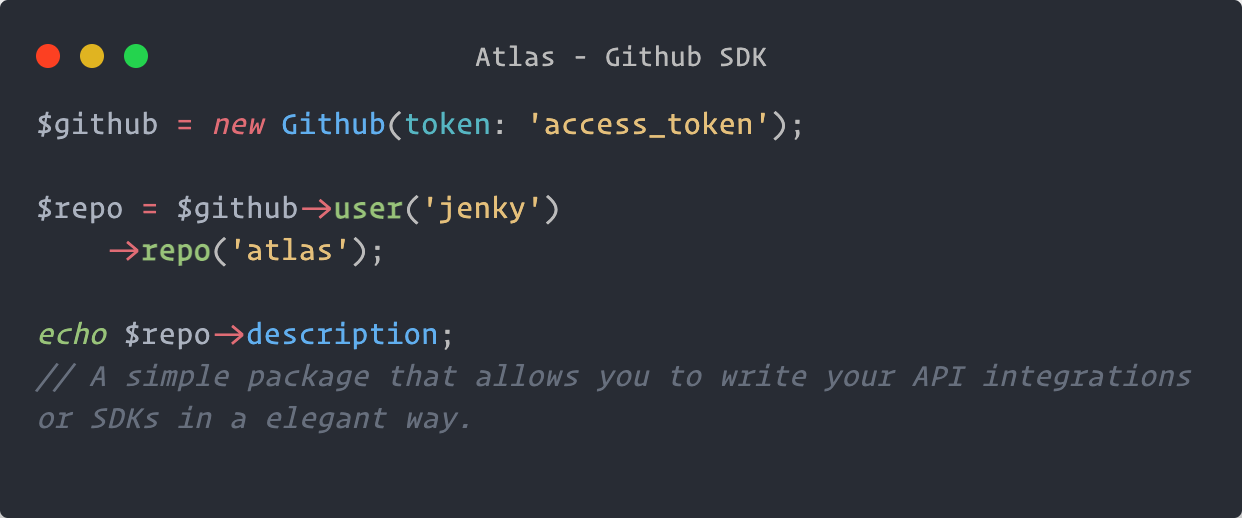 Atlas - Github SDK
$github = new Github(token: 'access_token');
$repo = $github->user('jenky')
->repo('atlas');
echo $repo->description;
// A simple package that allows you to write your API integrations
or SDKs in a elegant way.